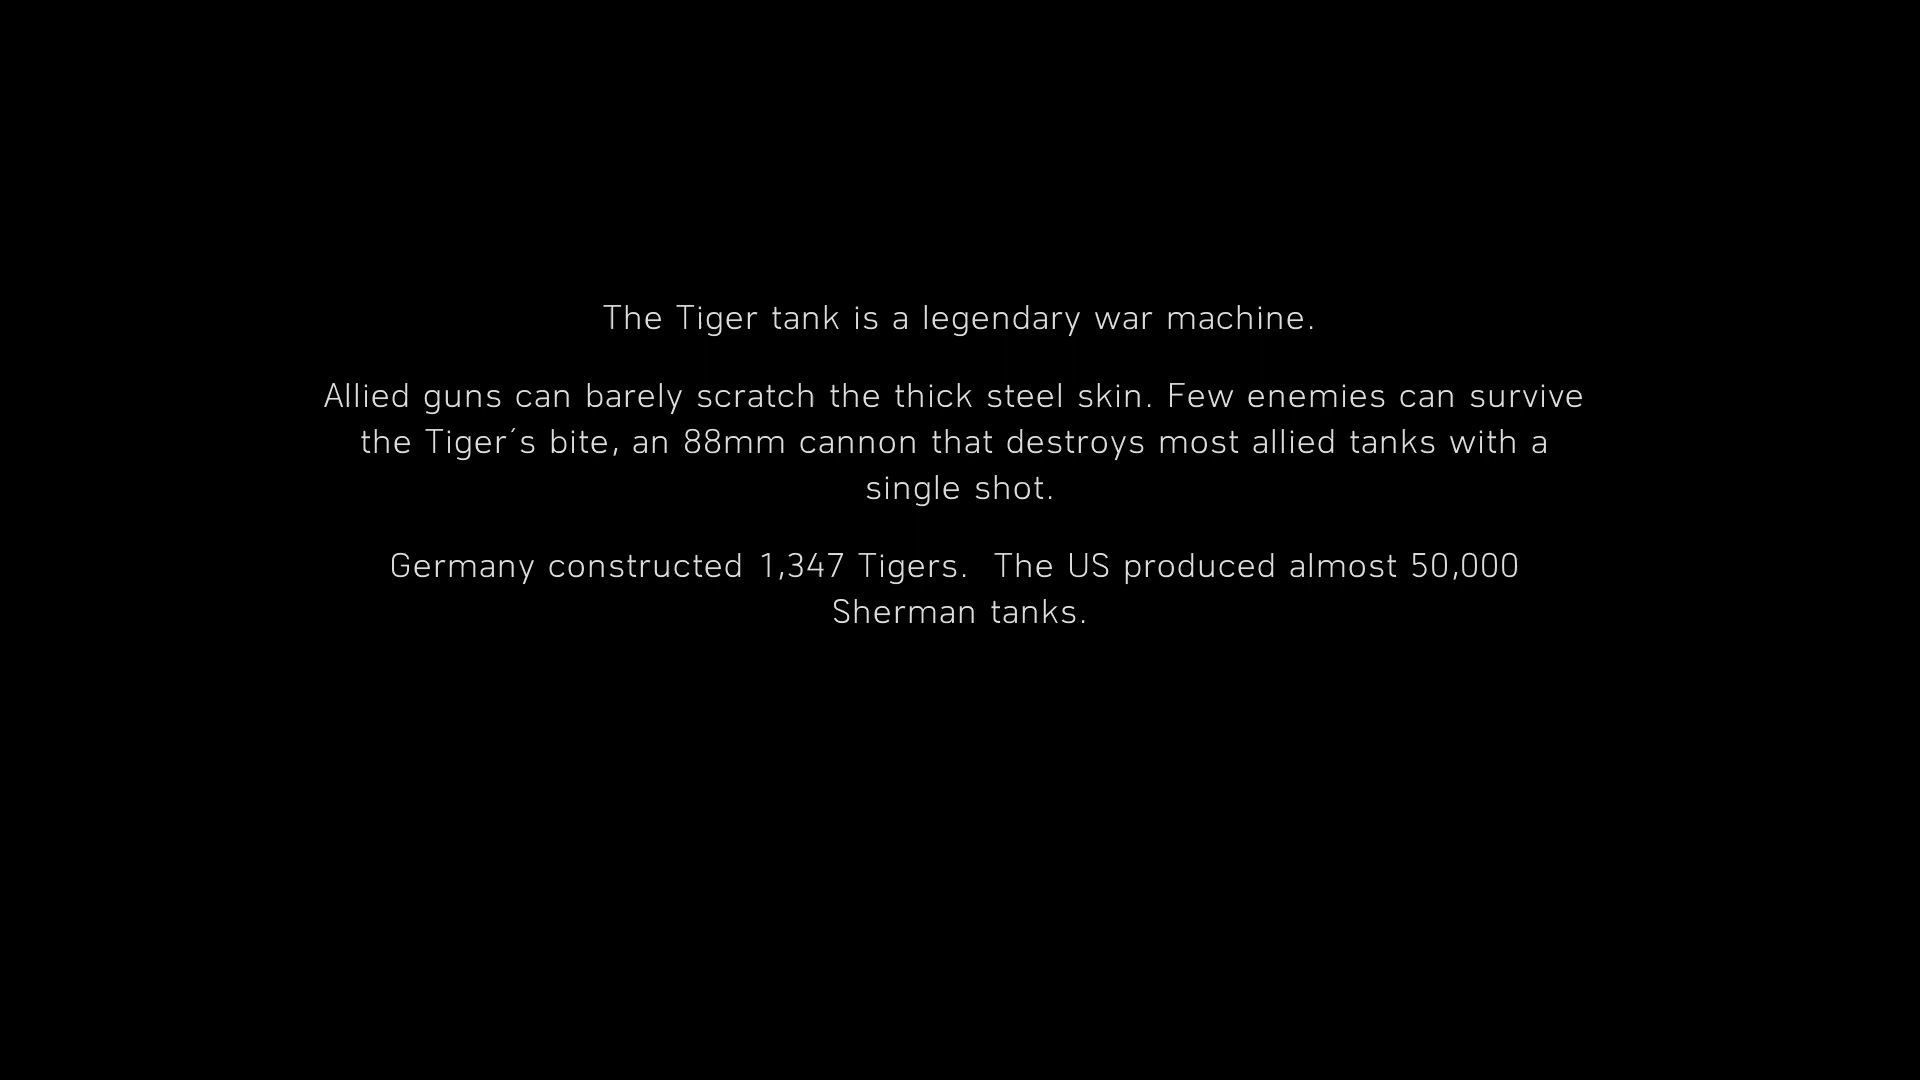 The Tiger tank is a legendary war machine.
Allied guns can barely scratch the thick steel skin. Few enemies can survive
the Tiger´s bite, an 88mm cannon that destroys most allied tanks with a
single shot.
Germany constructed 1,347 Tigers.  The US produced almost 50,000
Sherman tanks.